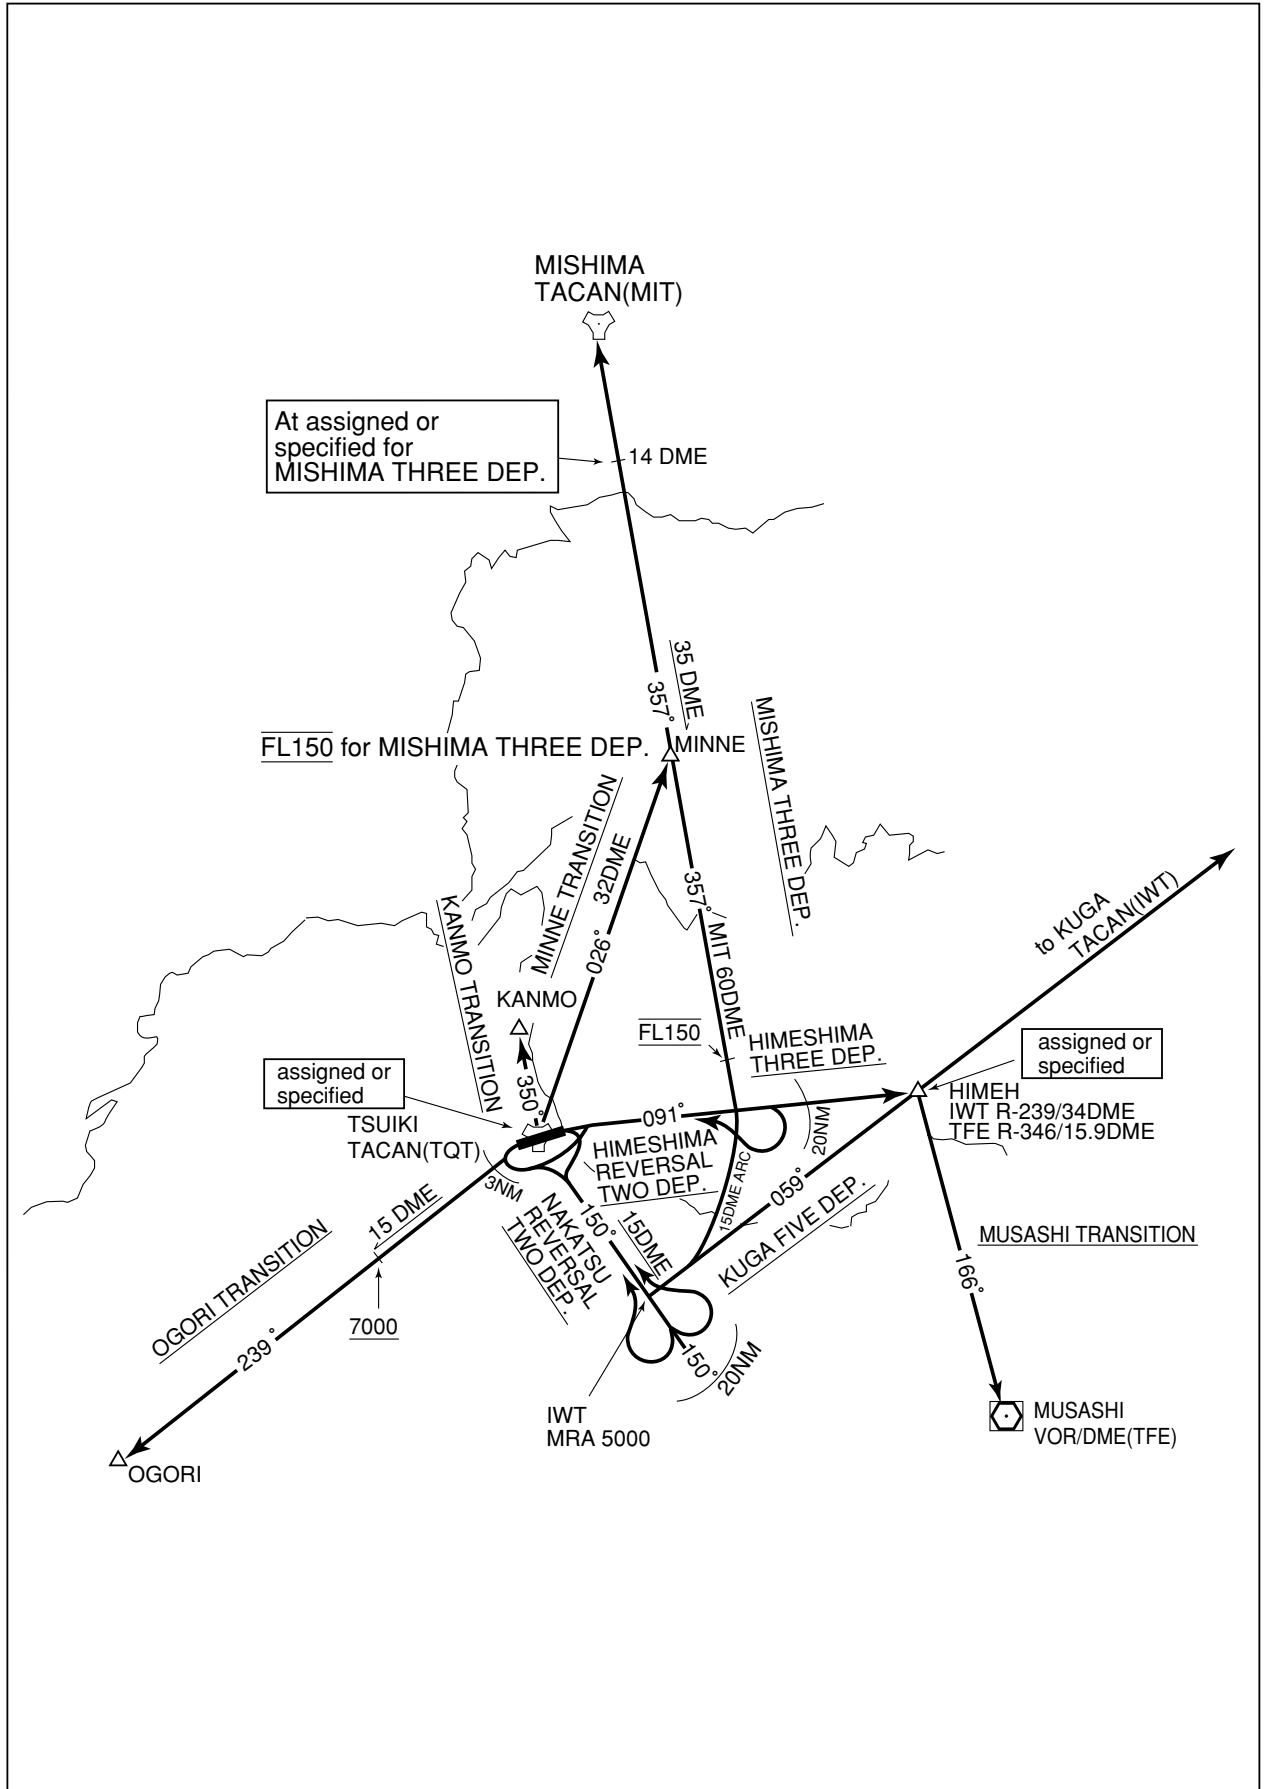 MISHIMA
TACAN(MIT)
At assigned or
specified for
MISHIMA THREE DEP.
14 DME
35 DME
357°
FL150 for MISHIMA THREE DEP.
MINNE
MISHIMA THREE DEP.
MINNE TRANSITION
32DME
026°
KANMO TRANSITION
KANMO
350°
357°
MIT 60DME
to KUGA
TACAN(IWT)
FL150
HIMESHIMA
THREE DEP.
assigned or
specified
HIMEH
IWT R-239/34DME
TFE R-346/15.9DME
assigned or
specified
TSUIKI
TACAN(TQT)
091°
20NM
HIMESHIMA
REVERSAL
TWO DEP.
3NM
15DME ARC
059°
KUGA FIVE DEP.
NAKATSU
REVERSAL
TWO DEP.
150°
15DME
15 DME
OGORI TRANSITION
7000
239°
MUSASHI TRANSITION
166°
150°
20NM
IWT
MRA 5000
MUSASHI
VOR/DME(TFE)
OGORI